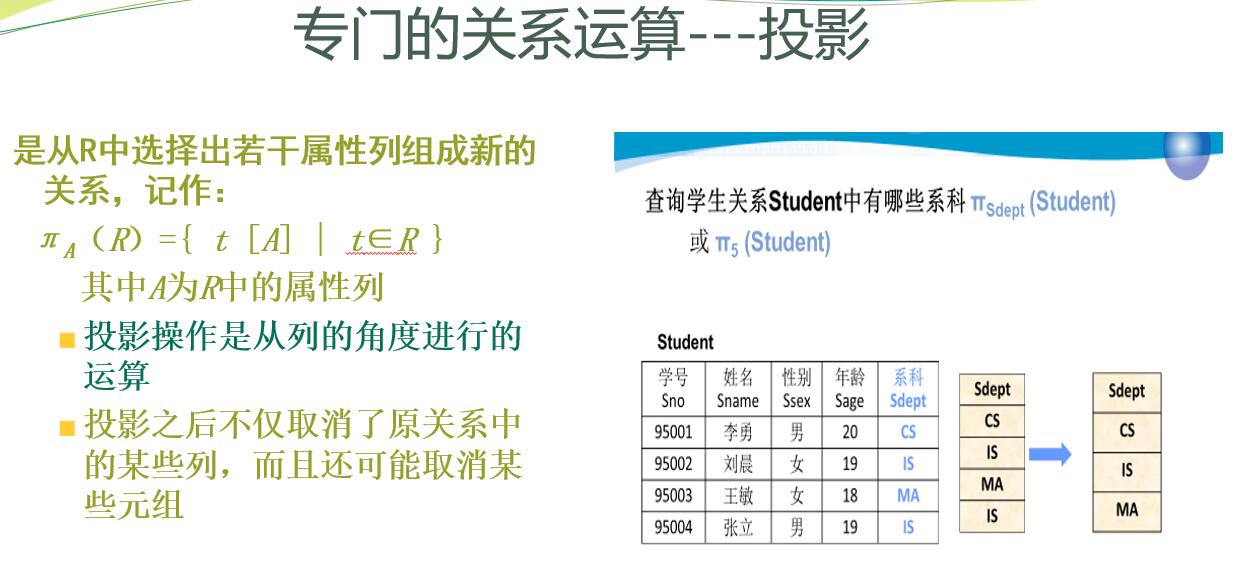 专门的关系运算---投影
是从R中选择出若干属性列组成新的
关系，记作：
πA（R）={ t [A] | t∈R }
其中A为R中的属性列
投影操作是从列的角度进行的
运算
投影之后不仅取消了原关系中
的某些列，而且还可能取消某
些元组
查询学生关系Student中有哪些系科 πSdept (Student)
或 π5 (Student)
Student
学号 姓名 性别 年龄 系科
Sno Sname Ssex Sage Sdept
95001 李勇 男 20 CS
95002 刘晨 女 19 IS
95003 王敏 女 18 MA
95004 张立 男 19 IS
Sdept
CS
IS
MA
IS
Sdept
CS
IS
MA